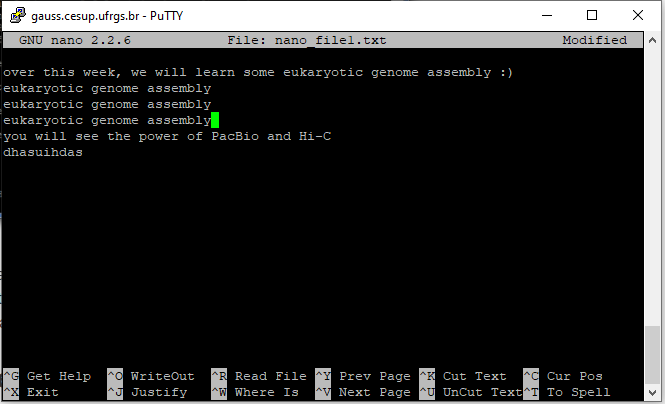 gauss.cesup.ufrgs.br - PuTTY
GNU nano 2.2.6 File: nano_file1.txt Modified
over this week, we will learn some eukaryotic genome assembly :)
eukaryotic genome assembly
eukaryotic genome assembly
eukaryotic genome assembly
you will see the power of PacBio and Hi-C
dhasuihdas
^G Get Help ^O WriteOut ^R Read File ^Y Prev Page ^K Cut Text ^C Cur Pos
^X Exit ^J Justify ^W Where Is ^V Next Page ^U UnCut Text ^T To Spell